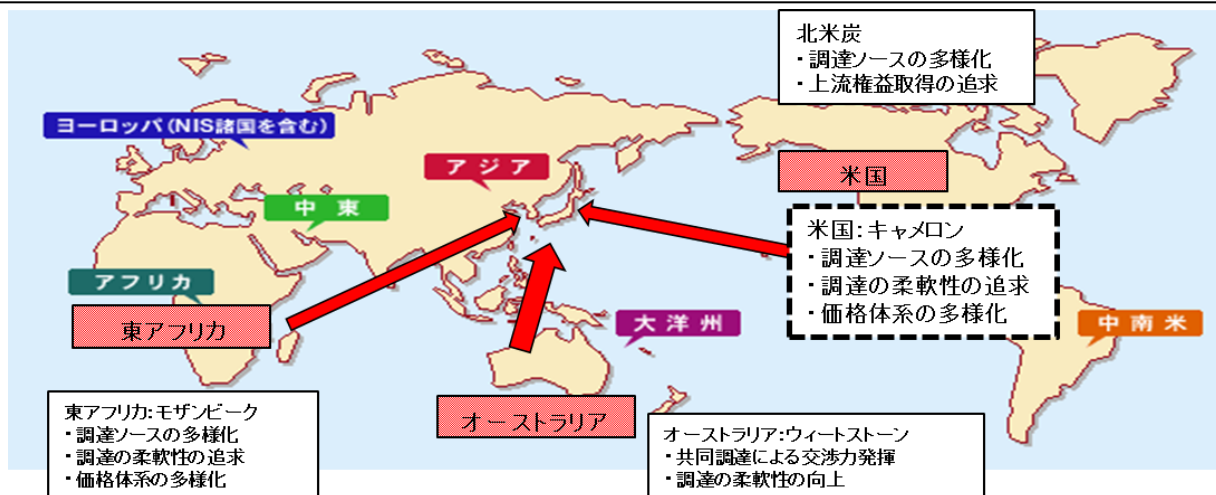 北米炭
・調達ソースの多様化
・上流権益取得の追求
ヨーロッパ(NIS諸国を含む)
アジア
米国
中東
米国:キャメロン
・調達ソースの多様化
・調達の柔軟性の追求
・価格体系の多様化
アフリカ
東アフリカ
大洋州
中南米
東アフリカ:モザンビーク
・調達ソースの多様化
・調達の柔軟性の追求
・価格体系の多様化
オーストラリア
オーストラリア:ウィートストーン
・共同調達による交渉力発揮
・調達の柔軟性の向上